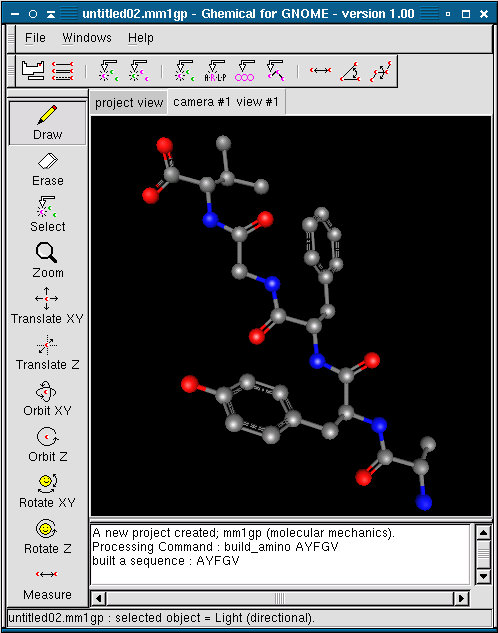 untitled02.mm1gp - Ghemical for GNOME - version 1.00
File Windows Help
A-R-L-P
project view camera #1 view #1
Draw
Erase
Select
Zoom
Translate XY
Translate Z
Orbit XY
Orbit Z
Rotate XY
Rotate Z
Measure
A new project created; mm1gp (molecular mechanics).
Processing Command : build_amino AYFGV
built a sequence : AYFGV
untitled02.mm1gp : selected object = Light (directional).